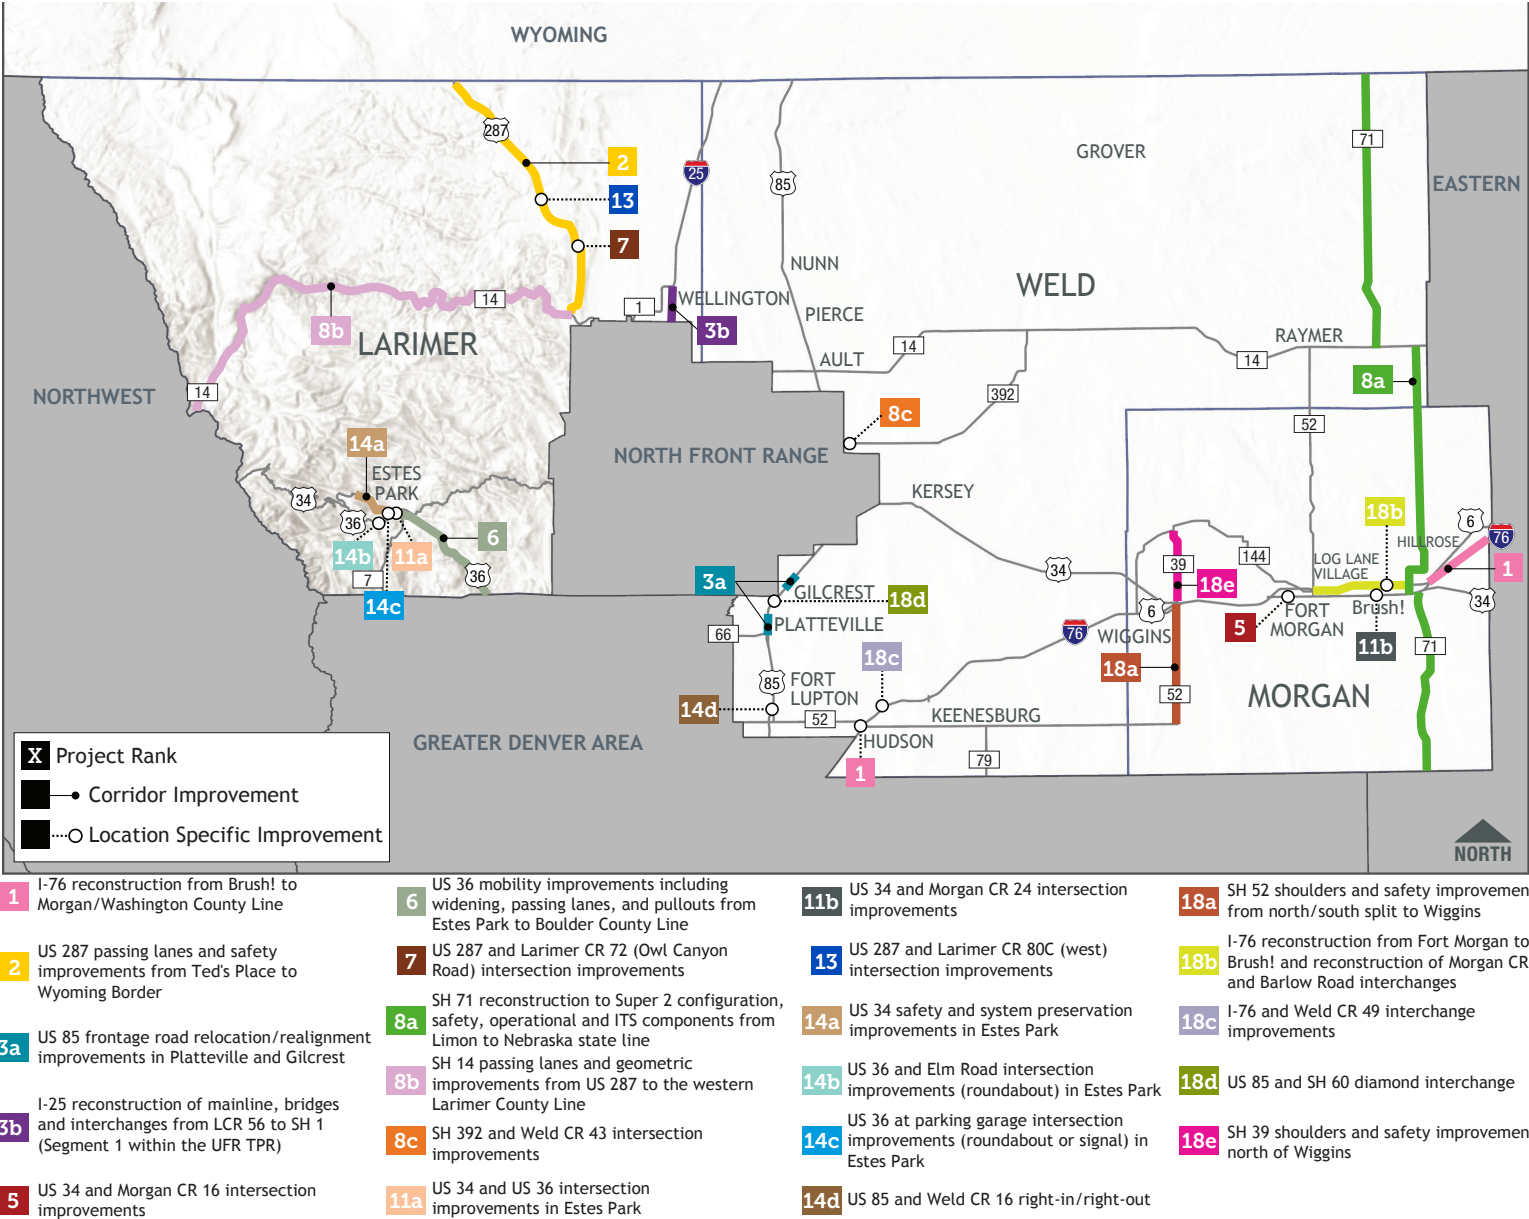 WYOMING
287
2
13
7
25
85
GROVER
71
EASTERN
NUNN
WELD
14
8b
LARIMER
1
WELLINGTON
3b
PIERCE
AULT
14
RAYMER
14
8a
NORTHWEST
14
392
8c
52
NORTH FRONT RANGE
14a
ESTES
PARK
34
36
14b
11a
6
7
36
14c
KERSEY
34
18b
6
76
HILLROSE
LOG LANE
VILLAGE
1
144
39
18e
3a
GILCREST
18d
PLATTEVILLE
66
6
76
WIGGINS
5
FORT
MORGAN
Brush!
11b
34
71
18c
18a
85
FORT
LUPTON
14d
52
52
KEENESBURG
MORGAN
HUDSON
79
1
GREATER DENVER AREA
X Project Rank
Corridor Improvement
Location Specific Improvement
NORTH
1
I-76 reconstruction from Brush! to
Morgan/Washington County Line
2
US 287 passing lanes and safety
improvements from Ted's Place to
Wyoming Border
3a
US 85 frontage road relocation/realignment
improvements in Platteville and Gilcrest
3b
I-25 reconstruction of mainline, bridges
and interchanges from LCR 56 to SH 1
(Segment 1 within the UFR TPR)
5
US 34 and Morgan CR 16 intersection
improvements
6
US 36 mobility improvements including
widening, passing lanes, and pullouts from
Estes Park to Boulder County Line
7
US 287 and Larimer CR 72 (Owl Canyon
Road) intersection improvements
8a
SH 71 reconstruction to Super 2 configuration,
safety, operational and ITS components from
Limon to Nebraska state line
8b
SH 14 passing lanes and geometric
improvements from US 287 to the western
Larimer County Line
8c
SH 392 and Weld CR 43 intersection
improvements
11a
US 34 and US 36 intersection
improvements in Estes Park
11b
US 34 and Morgan CR 24 intersection
improvements
13
US 287 and Larimer CR 80C (west)
intersection improvements
14a
US 34 safety and system preservation
improvements in Estes Park
14b
US 36 and Elm Road intersection
improvements (roundabout) in Estes Park
14c
US 36 at parking garage intersection
improvements (roundabout or signal) in
Estes Park
14d
US 85 and Weld CR 16 right-in/right-out
18a
SH 52 shoulders and safety improvemen
from north/south split to Wiggins
18b
I-76 reconstruction from Fort Morgan to
Brush! and reconstruction of Morgan CR
and Barlow Road interchanges
18c
I-76 and Weld CR 49 interchange
improvements
18d
US 85 and SH 60 diamond interchange
18e
SH 39 shoulders and safety improvemen
north of Wiggins